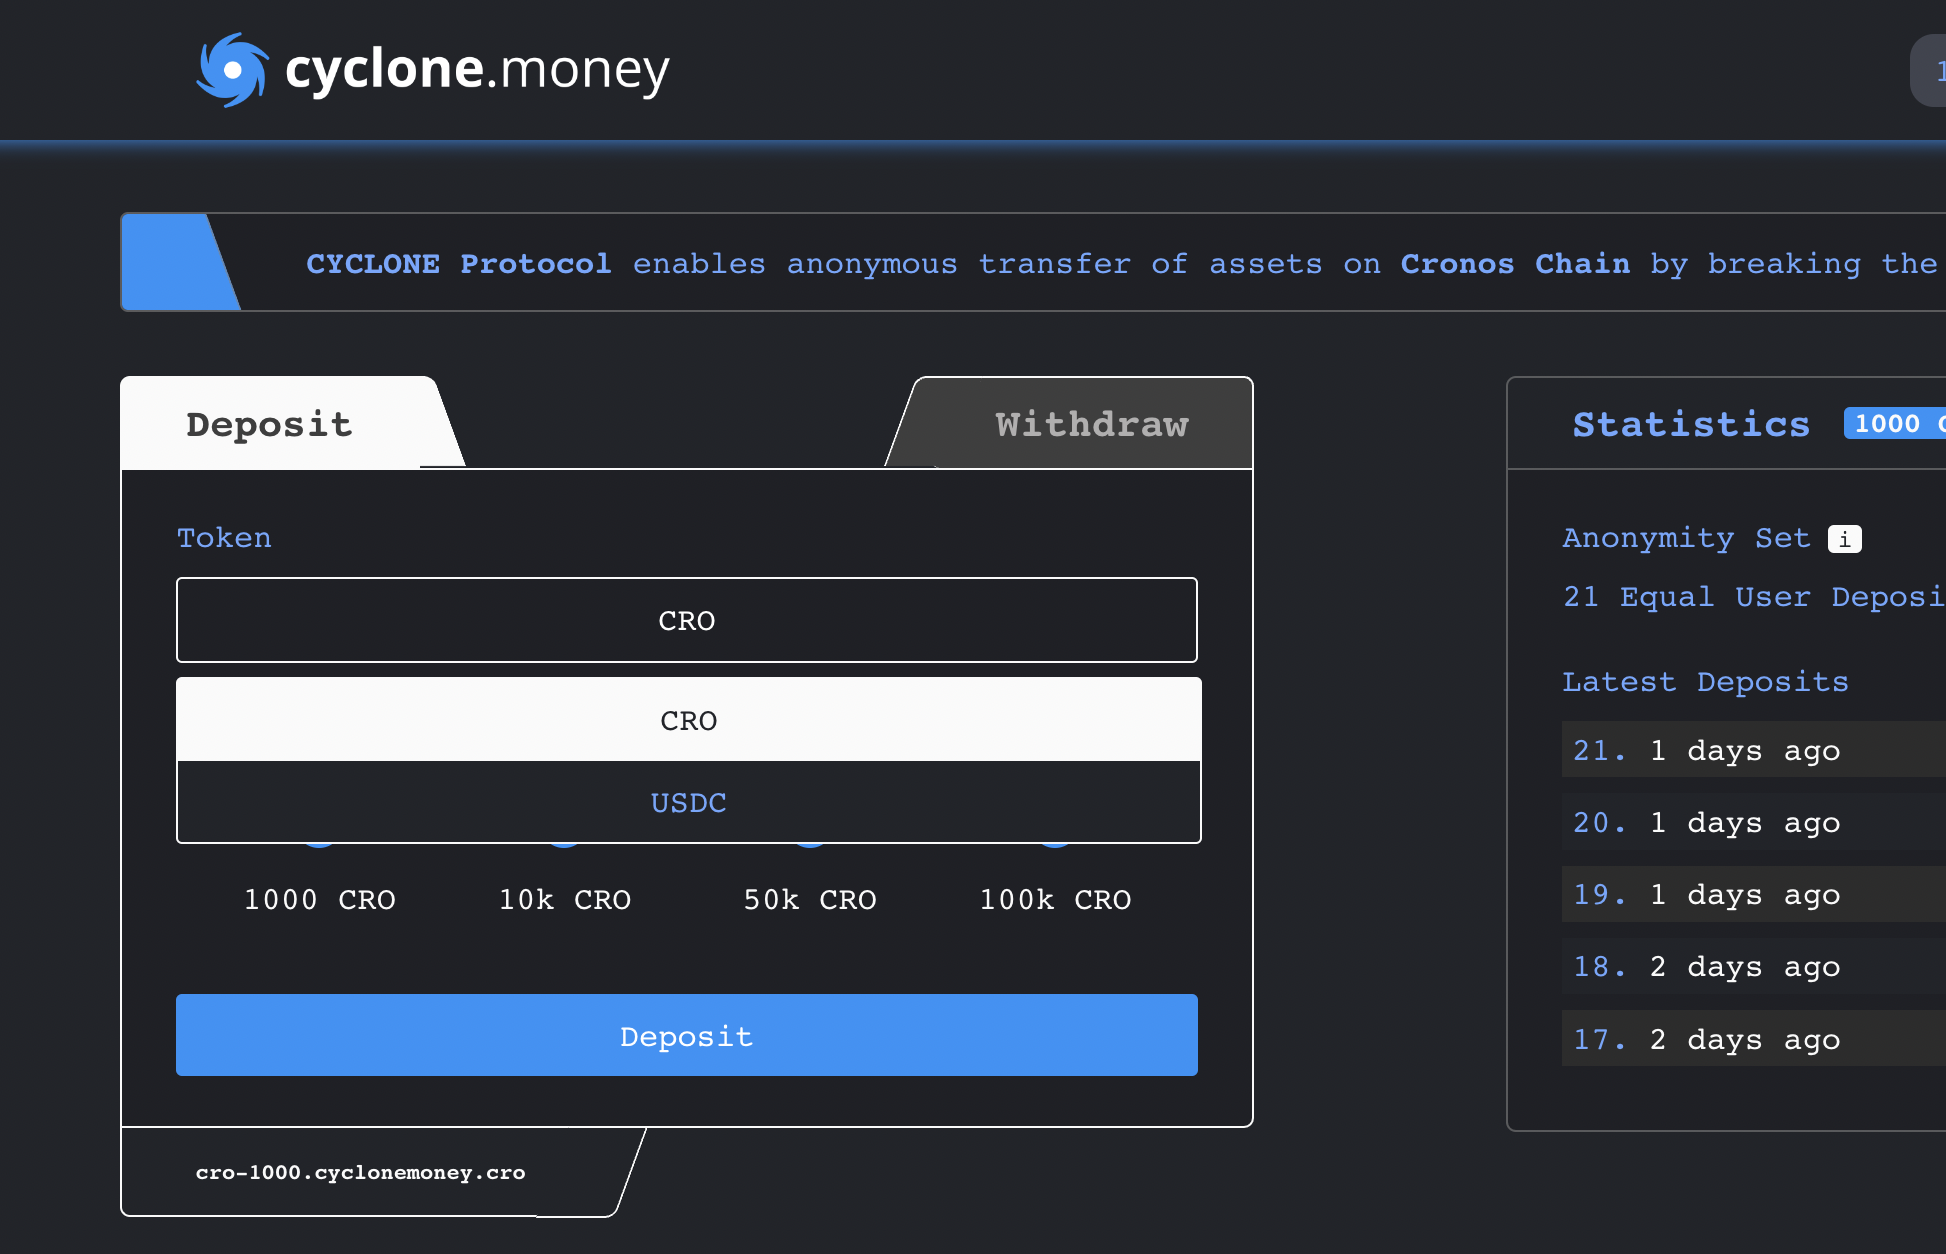 cyclone.money
1
CYCLONE Protocol enables anonymous transfer of assets on Cronos Chain by breaking the
Deposit
Withdraw
Token
CRO
CRO
USDC
1000 CRO 10k CRO 50k CRO 100k CRO
Deposit
cro-1000.cyclonemoney.cro
Statistics 1000
Anonymity Set i
21 Equal User
Latest Deposits
21. 1 days ago
20. 1 days ago
19. 1 days ago
18. 2 days ago
17. 2 days ago